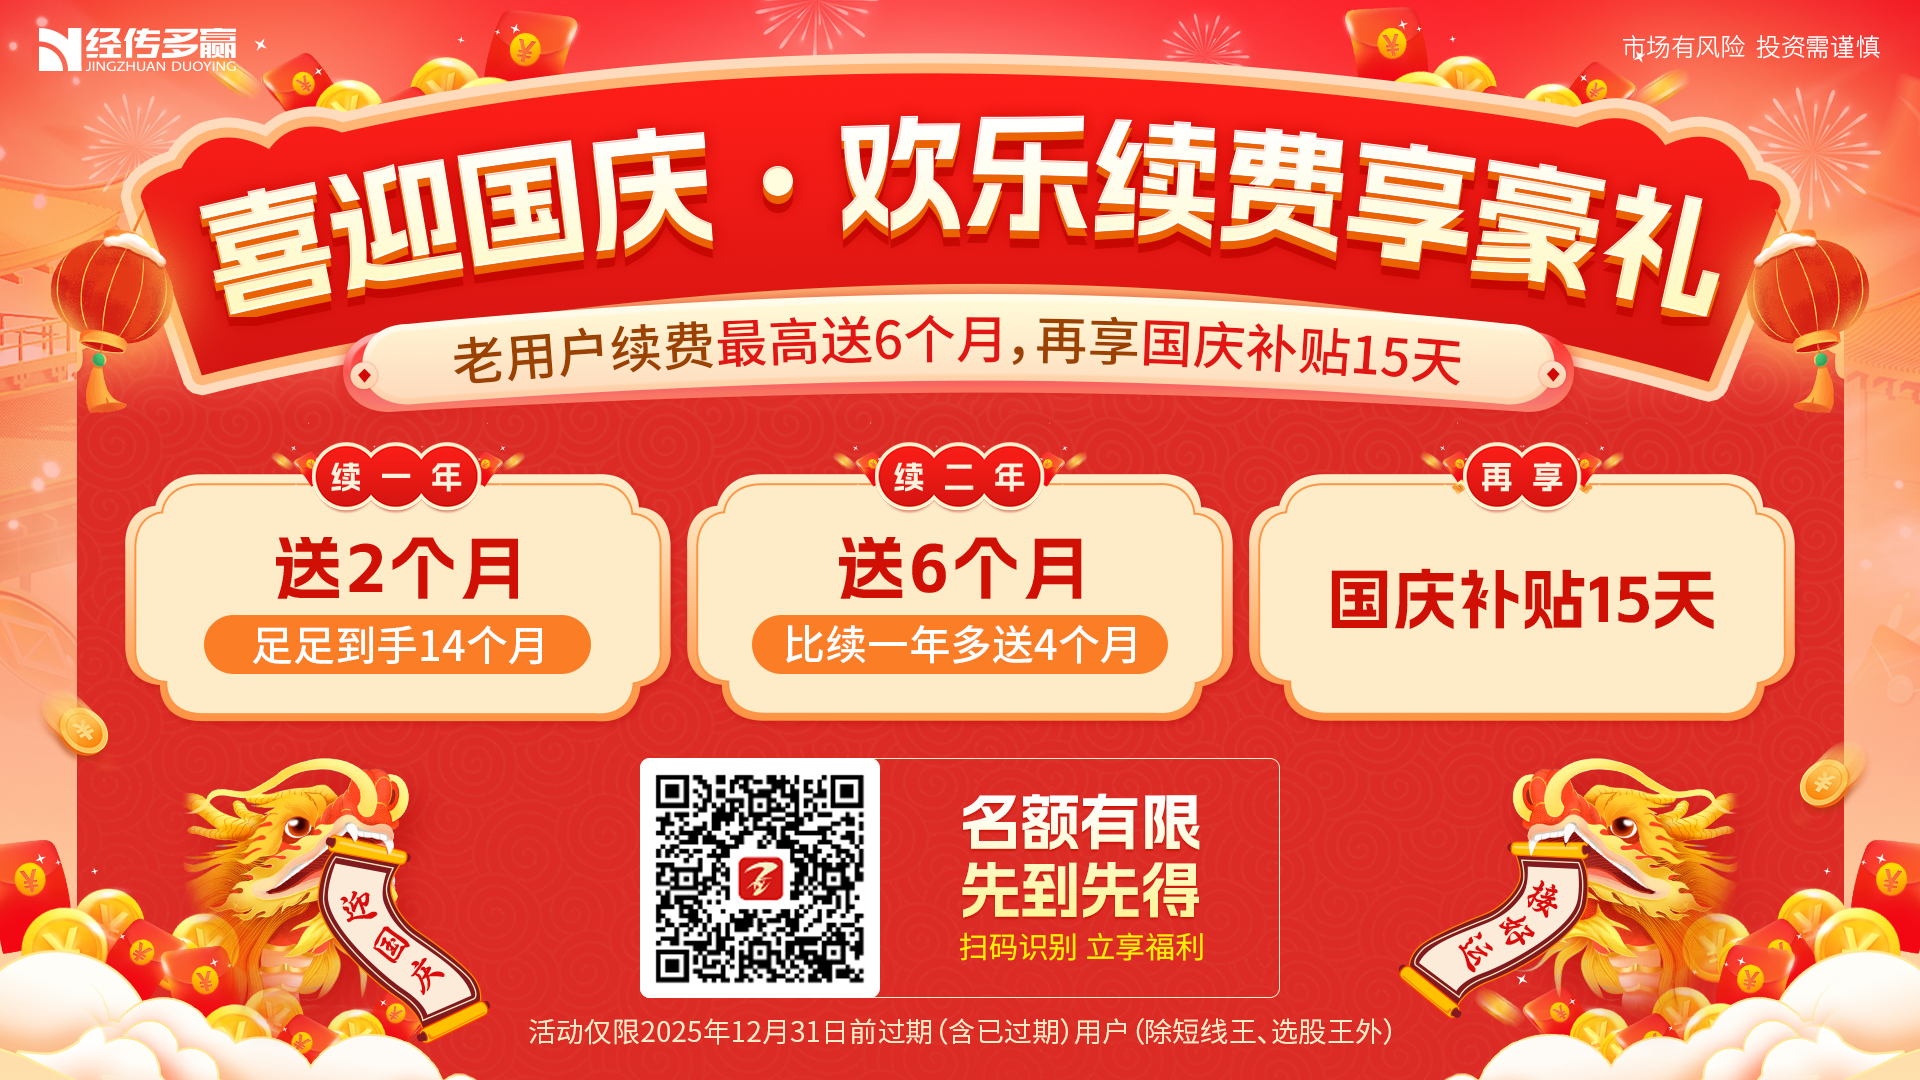 经传多赢
JINGZHUAN DUOYING
市场有风险 投资需谨慎
喜迎国庆·欢乐续费享豪礼
老用户续费最高送6个月,再享国庆补贴15天
续一年
送2个月
足足到手14个月
续二年
送6个月
比续一年多送4个月
再享
国庆补贴15天
名额有限
先到先得
扫码识别 立享福利
迎国庆
接好运
活动仅限2025年12月31日前过期(含已过期)用户(除短线王、选股王外)